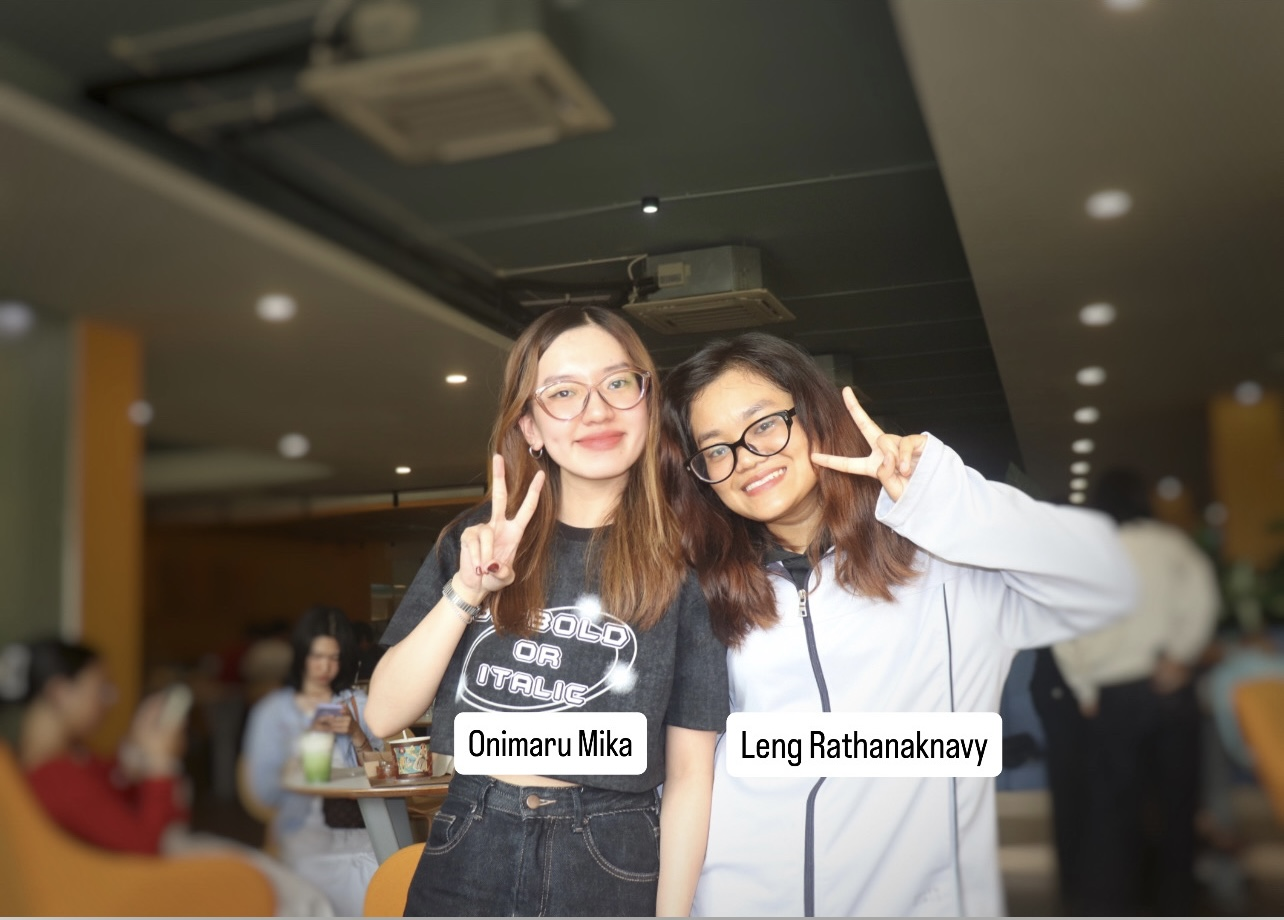 BOLD
OR
ITALIC
Onimaru Mika
Leng Rathanaknavy